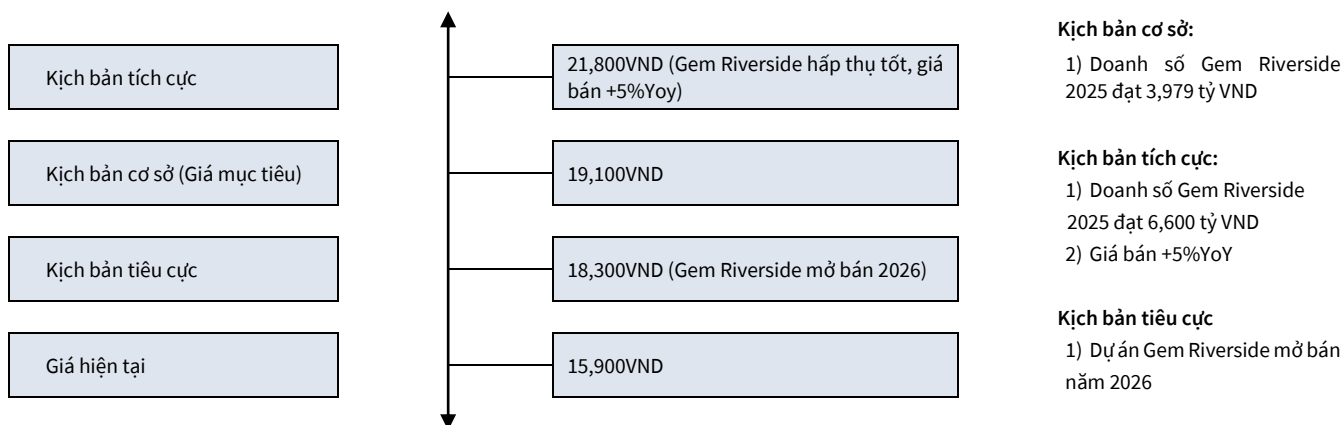 Kịch bản tích cực
21,800VND (Gem Riverside hấp thụ tốt, giá
bán +5%Yoy)
Kịch bản cơ sở (Giá mục tiêu)
19,100VND
Kịch bản tiêu cực
18,300VND (Gem Riverside mở bán 2026)
Giá hiện tại
15,900VND
Kịch bản cơ sở:
1) Doanh số Gem Riverside
2025 đạt 3,979 tỷ VND
Kịch bản tích cực:
1) Doanh số Gem Riverside
2025 đạt 6,600 tỷ VND
2) Giá bán +5%YoY
Kịch bản tiêu cực
1) Dự án Gem Riverside mở bán
năm 2026